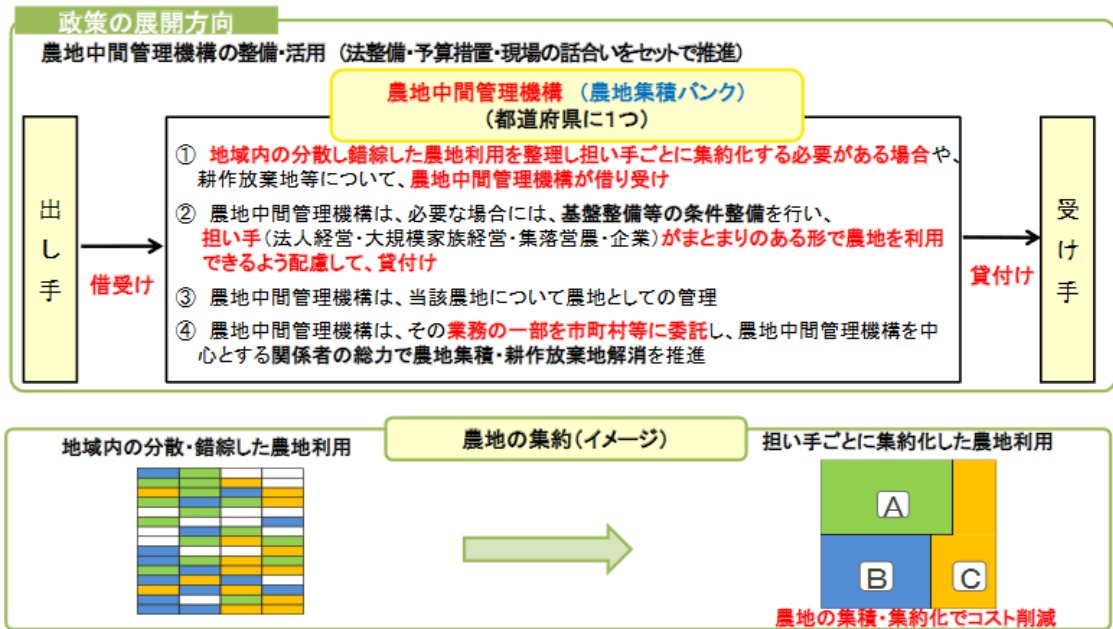 政策の展開方向
農地中間管理機構の整備・活用 (法整備・予算措置・現場の話合いをセットで推進)
農地中間管理機構 (農地集積バンク)
(都道府県に1つ)
出し手
借受け
① 地域内の分散し錯綜した農地利用を整理し担い手ごとに集約化する必要がある場合や、
耕作放棄地等について、農地中間管理機構が借り受け
② 農地中間管理機構は、必要な場合には、基盤整備等の条件整備を行い、
担い手(法人経営・大規模家族経営・集落営農・企業)がまとまりのある形で農地を利用
できるよう配慮して、貸付け
③ 農地中間管理機構は、当該農地について農地としての管理
④ 農地中間管理機構は、その業務の一部を市町村等に委託し、農地中間管理機構を中
心とする関係者の総力で農地集積・耕作放棄地解消を推進
貸付け
受け手
農地の集約(イメージ)
地域内の分散・錯綜した農地利用
担い手ごとに集約化した農地利用
A
B
C
農地の集積・集約化でコスト削減